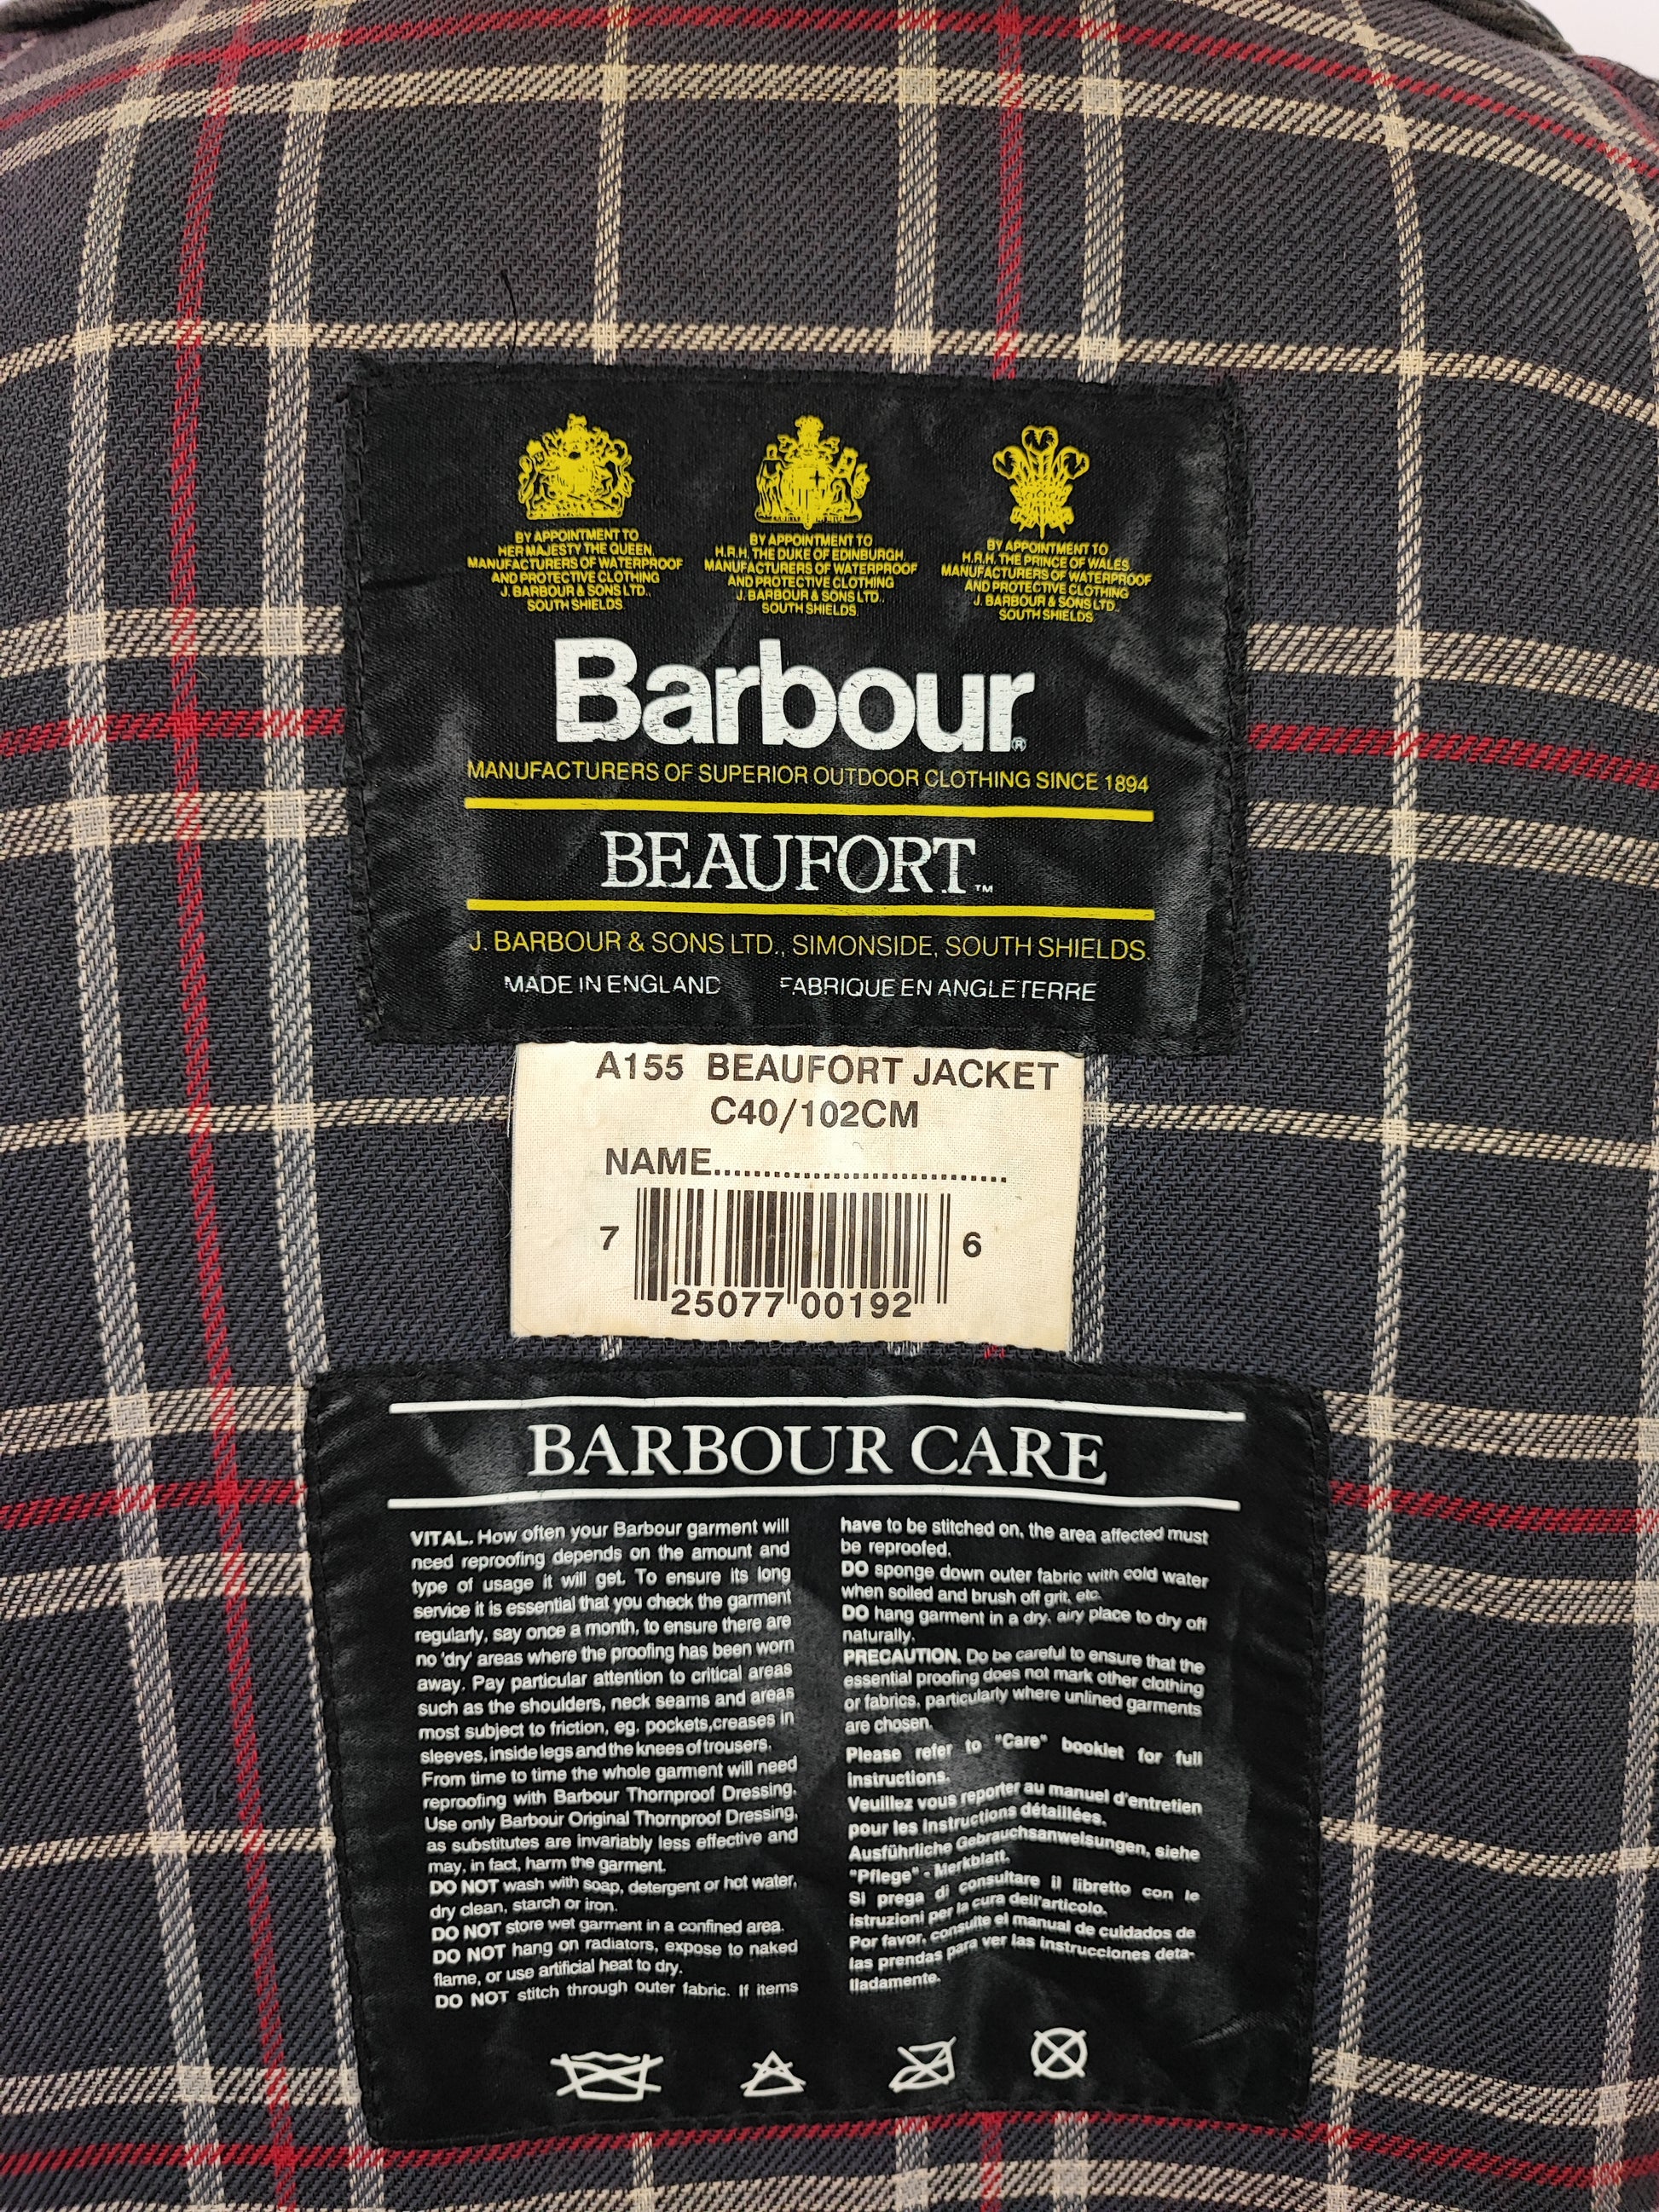 BY APPOINTMENT TO
HER MAJESTY THE QUEEN,
MANUFACTURERS OF WATERPROOF
AND PROTECTIVE CLOTHING
J. BARBOUR & SONS LTD.,
SOUTH SHIELDS.
BY APPOINTMENT TO
H.R.H. THE DUKE OF EDINBURGH,
MANUFACTURERS OF WATERPROOF
AND PROTECTIVE CLOTHING
J. BARBOUR & SONS LTD.,
SOUTH SHIELDS.
BY APPOINTMENT TO
H.R.H. THE PRINCE OF WALES,
MANUFACTURERS OF WATERPROOF
AND PROTECTIVE CLOTHING
J. BARBOUR & SONS LTD.,
SOUTH SHIELDS.
Barbour®
MANUFACTURERS OF SUPERIOR OUTDOOR CLOTHING SINCE 1894
BEAUFORT™
J. BARBOUR & SONS LTD., SIMONSIDE, SOUTH SHIELDS.
MADE IN ENGLAND FABRIQUE EN ANGLETERRE
A155 BEAUFORT JACKET
C40/102CM
NAME.............................
7 25077 00192 6
BARBOUR CARE
VITAL. How often your Barbour garment will
need reproofing depends on the amount and
type of usage it will get. To ensure its long
service it is essential that you check the garment
regularly, say once a month, to ensure there are
no 'dry' areas where the proofing has been worn
away. Pay particular attention to critical areas
such as the shoulders, neck seams and areas
most subject to friction, eg. pockets,creases in
sleeves, inside legs and the knees of trousers.
From time to time the whole garment will need
reproofing with Barbour Thornproof Dressing.
Use only Barbour Original Thornproof Dressing,
as substitutes are invariably less effective and
may, in fact, harm the garment.
DO NOT wash with soap, detergent or hot water,
dry clean, starch or iron.
DO NOT store wet garment in a confined area.
DO NOT hang on radiators, expose to naked
flame, or use artificial heat to dry.
DO NOT stitch through outer fabric. If items
have to be stitched on, the area affected must
be reproofed.
DO sponge down outer fabric with cold water
when soiled and brush off grit, etc.
DO hang garment in a dry, airy place to dry off
naturally.
PRECAUTION. Do be careful to ensure that the
essential proofing does not mark other clothing
or fabrics, particularly where unlined garments
are chosen.
Please refer to "Care" booklet for full
instructions.
Veuillez vous reporter au manuel d'entretien
pour les instructions détaillées.
Ausführliche Gebrauchsanweisungen, siehe
"Pflege" - Merkblatt.
Si prega di consultare il libretto con le
istruzioni per la cura dell'articolo.
Por favor, consulte el manual de cuidados de
las prendas para ver las instrucciones deta-
lladamente.